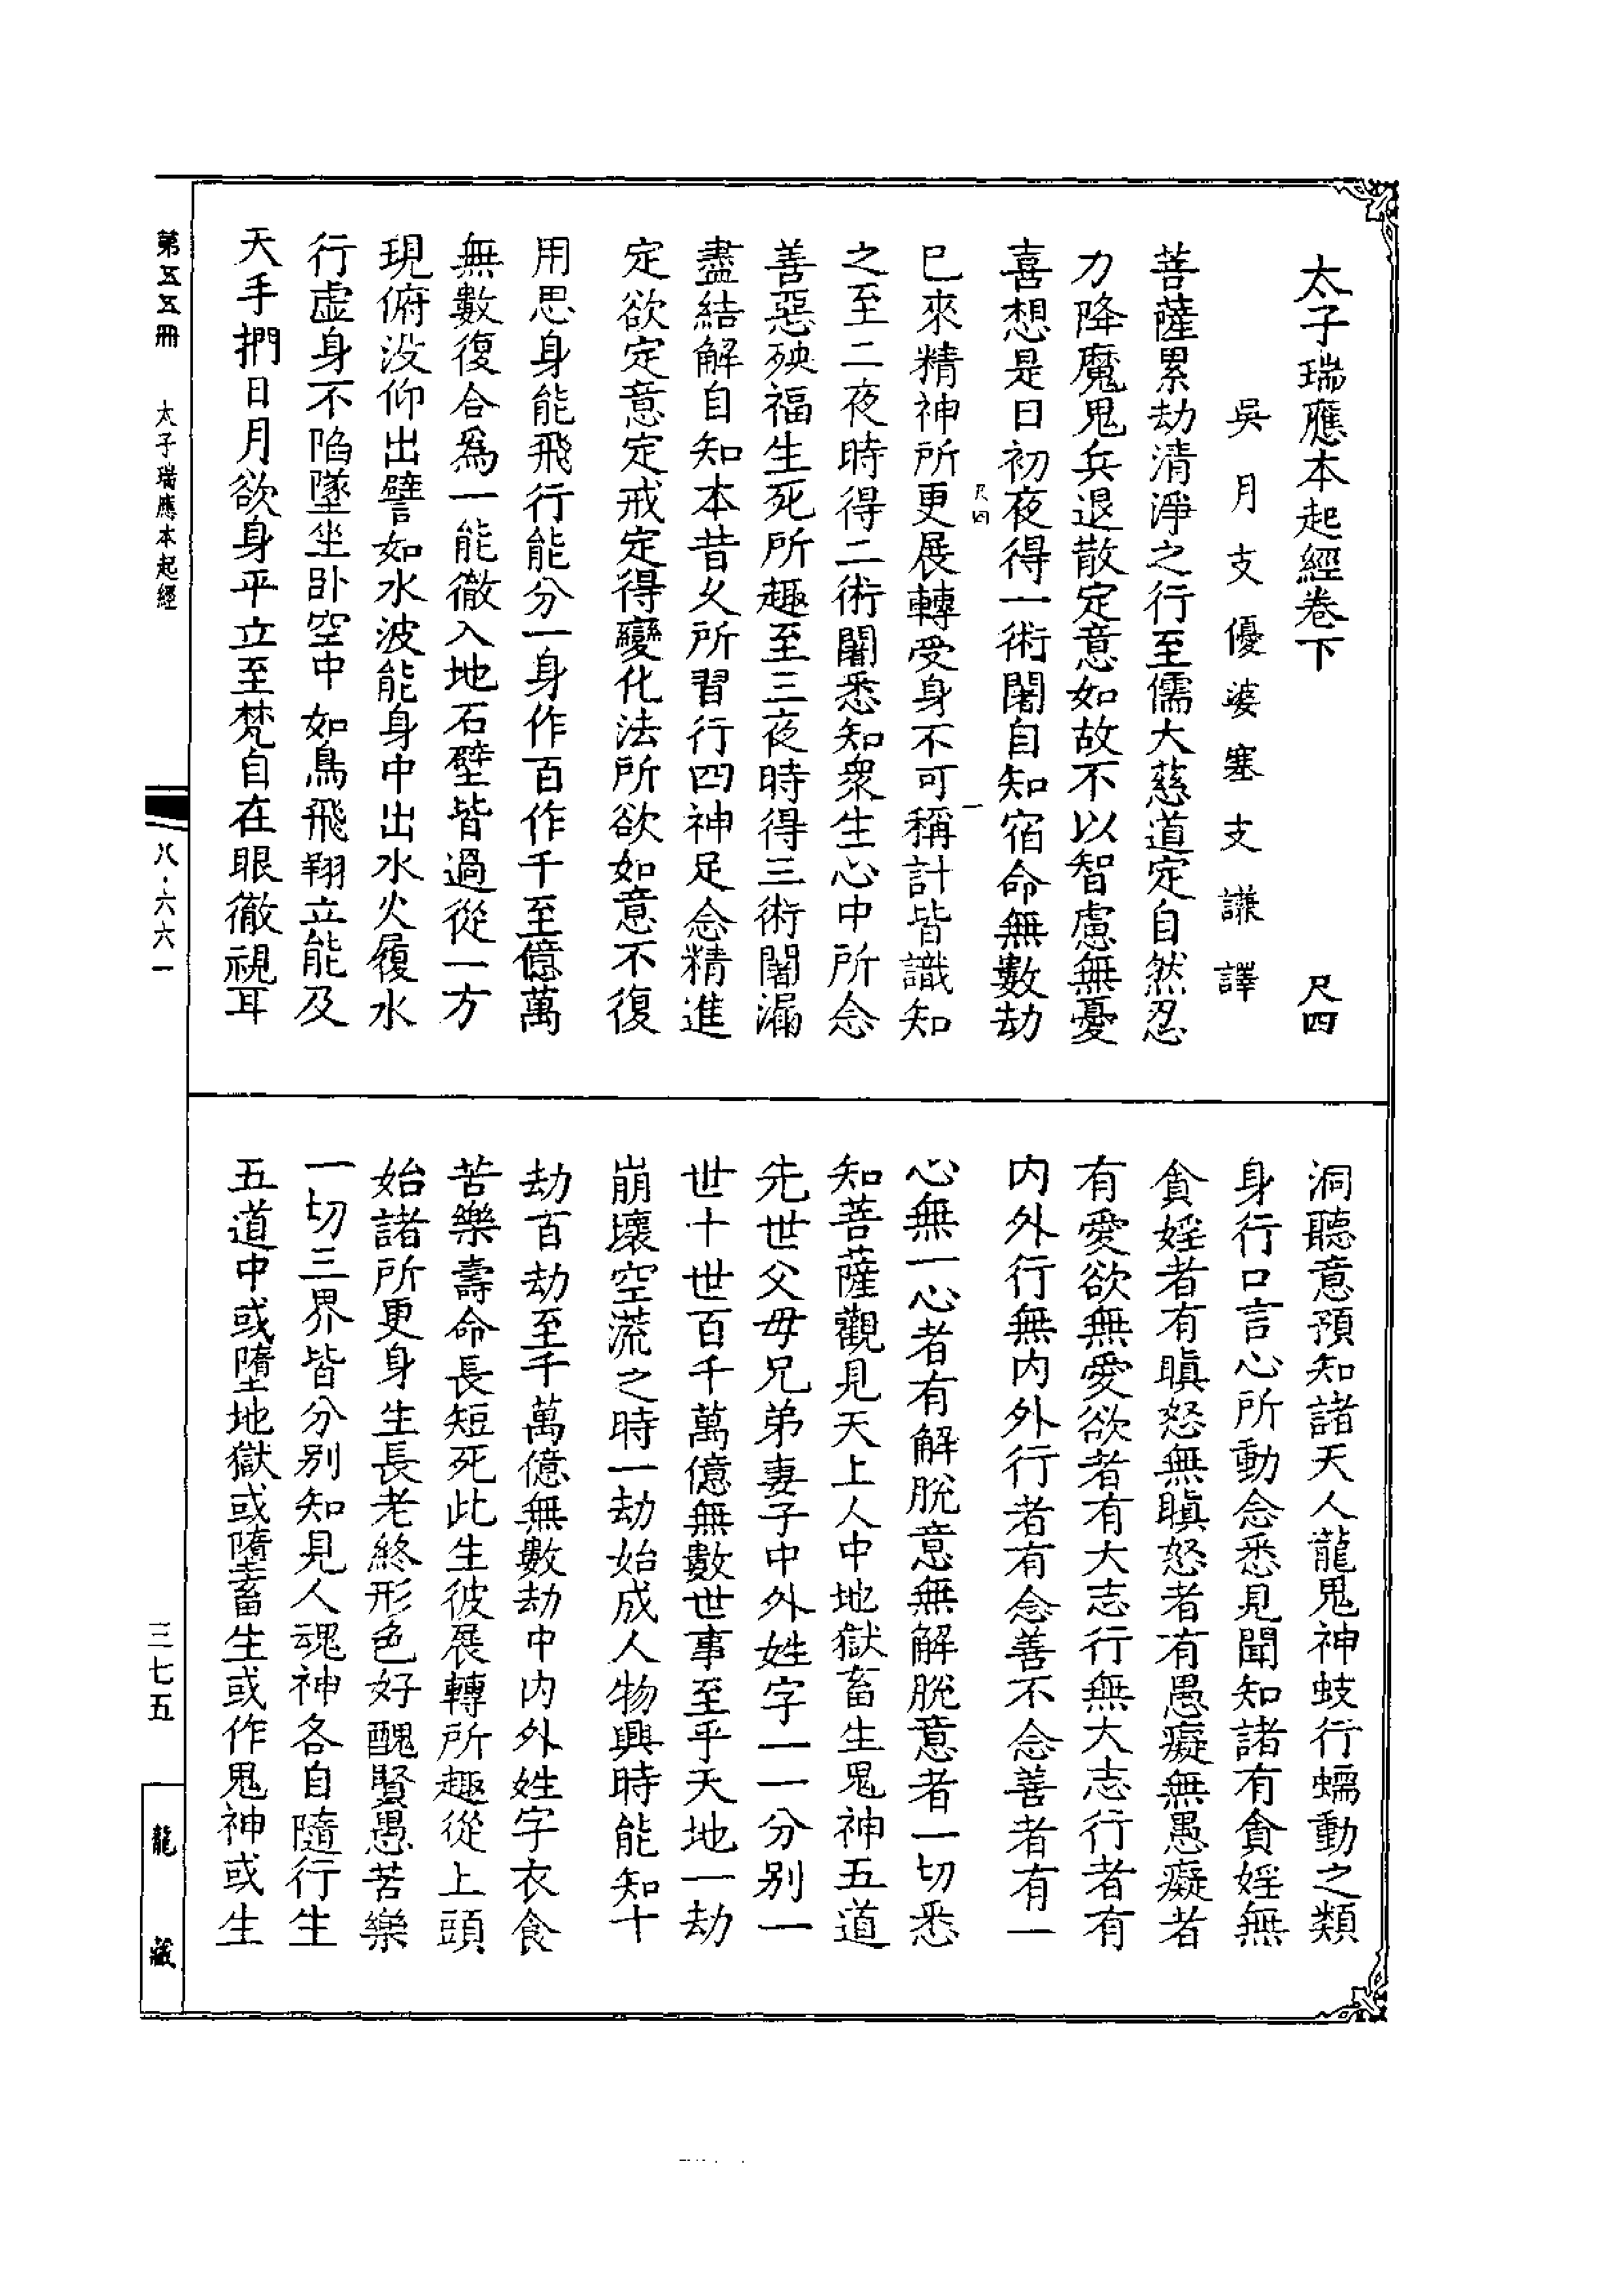 太子瑞應本起經卷下　尺四
吳月支優婆塞支謙譯
菩薩累劫清淨之行至儒大慈道定自然忍
力降魔鬼兵退散定意如故不以智慮無憂
喜想是日初夜得一術闍自知宿命無數劫
尺四　一
已來精神所更展轉受身不可稱計皆識知
之至二夜時得二術闍悉知衆生心中所念
善惡殃福生死所趣至三夜時得三術闍漏
盡結解自知本昔久所習行四神足念精進
定欲定意定戒定得變化法所欲如意不復
用思身能飛行能分一身作百作千至億萬
無數復合爲一能徹入地石壁皆過從一方
現俯没仰出譬如水波能身中出水火履水
行虚身不陷墜坐卧空中如鳥飛翔立能及
天手捫日月欲身平立至梵自在眼徹視耳
洞聽意預知諸天人龍鬼神蚑行蠕動之類
身行口言心所動念悉見聞知諸有貪婬無
貪婬者有瞋怒無瞋怒者有愚癡無愚癡者
有愛欲無愛欲者有大志行無大志行者有
内外行無内外行者有念善不念善者有一
心無一心者有解脫意無解脫意者一切悉
知菩薩觀見天上人中地獄畜生鬼神五道
先世父母兄弟妻子中外姓字一一分别一
世十世百千萬億無數世事至乎天地一劫
崩壞空荒之時一劫始成人物興時能知十
劫百劫至千萬億無數劫中内外姓字衣食
苦樂壽命長短死此生彼展轉所趣從上頭
始諸所更身生長老終形色好醜賢愚苦樂
一切三界皆分别知見人魂神各自隨行生
五道中或墮地獄或墮畜生或作鬼神或生
第五五冊　太子瑞應本起經　八·六六一　三七五　龍藏